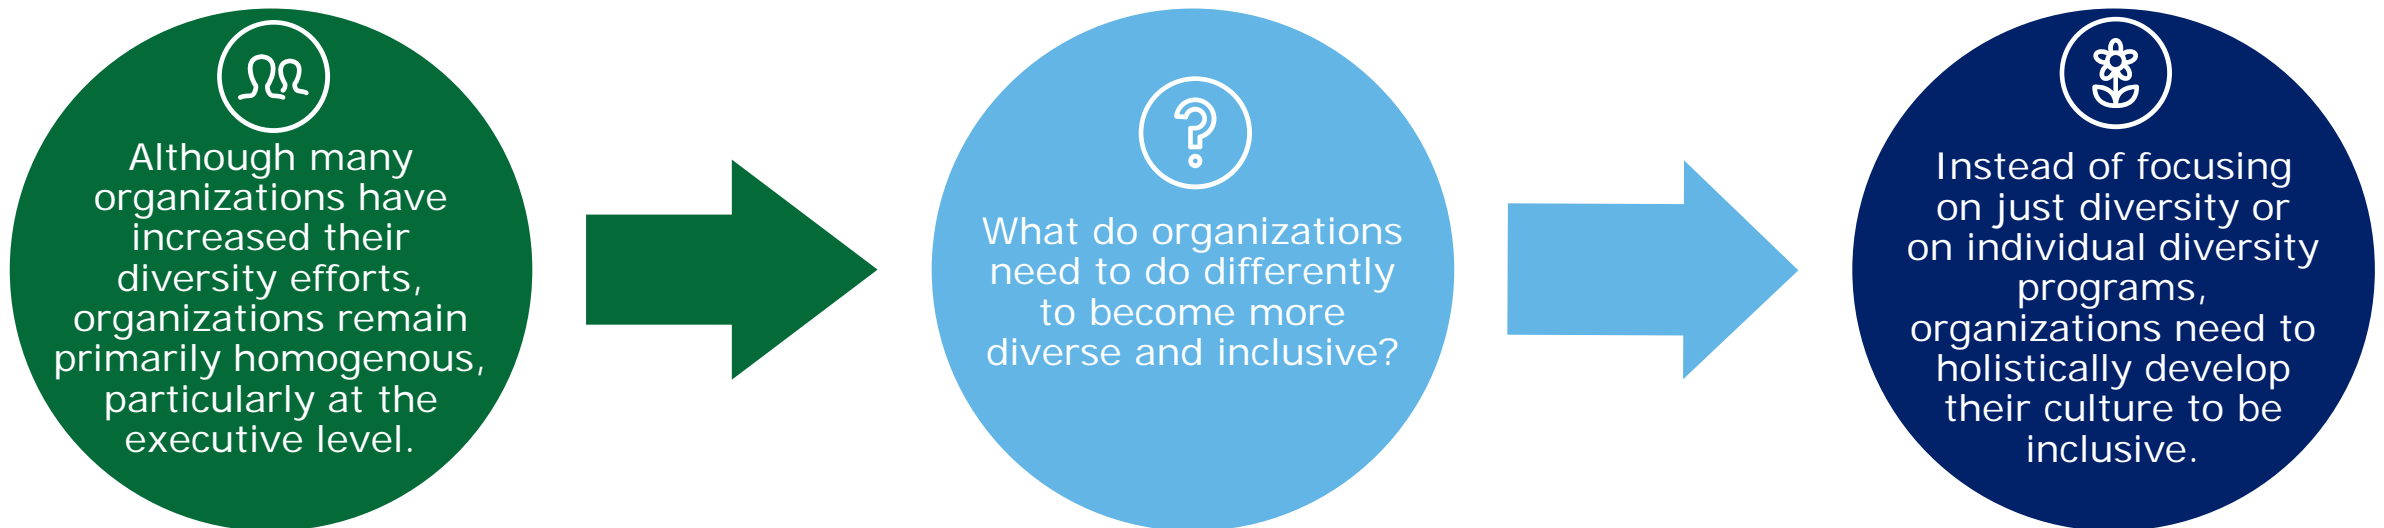 Although many
organizations have
increased their
diversity efforts,
organizations remain
primarily homogenous,
particularly at the
executive level.
What do organizations
need to do differently
to become more
diverse and inclusive?
Instead of focusing
on just diversity or
on individual diversity
programs,
organizations need to
holistically develop
their culture to be
inclusive.